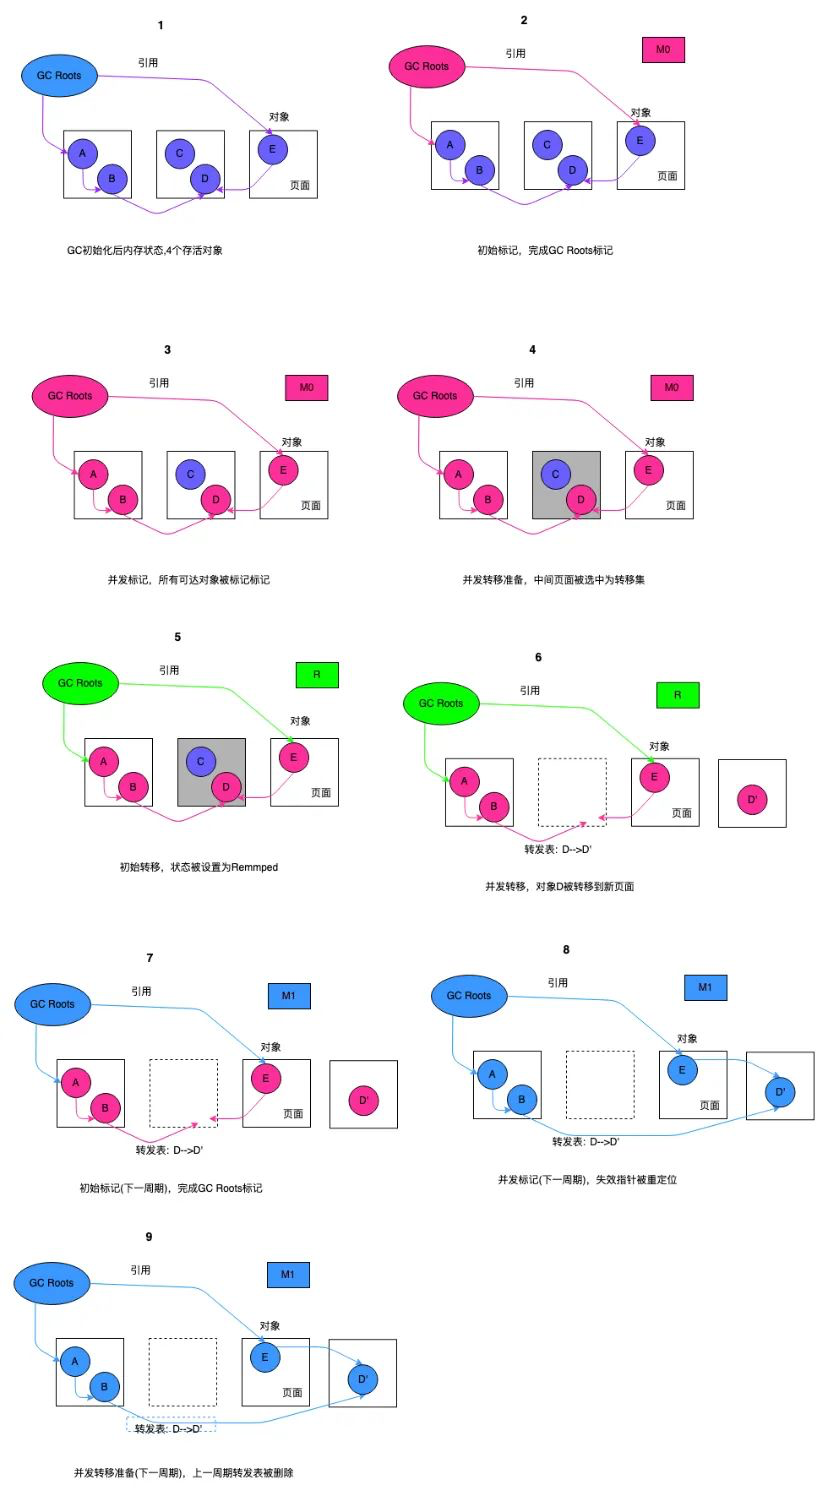 1
引用
GC Roots
对象
A
B
C
D
E
页面
GC初始化后内存状态,4个存活对象
2
M0
引用
GC Roots
对象
A
B
C
D
E
页面
初始标记，完成GC Roots标记
3
M0
引用
GC Roots
对象
A
B
C
D
E
页面
并发标记，所有可达对象被标记标记
4
M0
引用
GC Roots
对象
A
B
C
D
E
页面
并发转移准备，中间页面被选中为转移集
5
R
引用
GC Roots
对象
A
B
C
D
E
页面
初始转移，状态被设置为Remmped
6
R
引用
GC Roots
对象
A
B
E
页面
D'
转发表: D-->D'
并发转移，对象D被转移到新页面
7
M1
引用
GC Roots
对象
A
B
E
页面
D'
转发表: D-->D'
初始标记(下一周期)，完成GC Roots标记
8
M1
引用
GC Roots
对象
A
B
E
页面
D'
转发表: D-->D'
并发标记(下一周期)，失效指针被重定位
9
M1
引用
GC Roots
对象
A
B
E
页面
D'
转发表: D-->D'
并发转移准备(下一周期)，上一周期转发表被删除